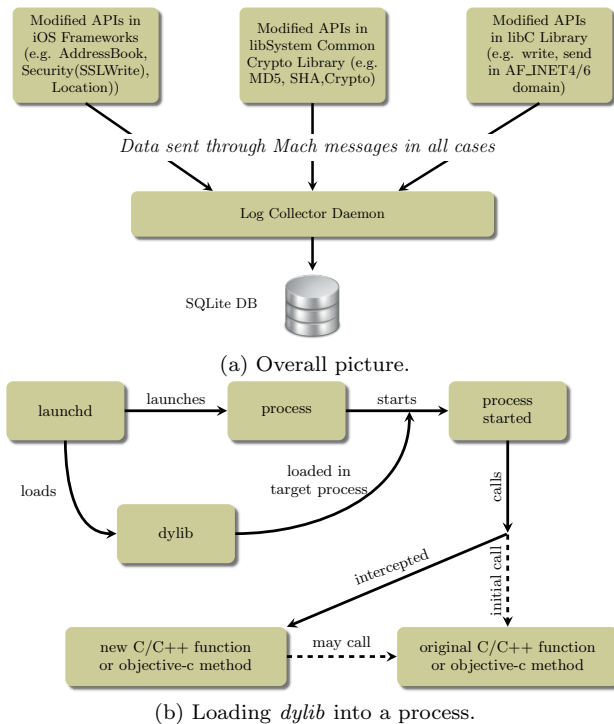 Modified APIs in
iOS Frameworks
(e.g. AddressBook,
Security(SSLWrite),
Location))
Modified APIs in
libSystem Common
Crypto Library (e.g.
MD5, SHA,Crypto)
Modified APIs
in libC Library
(e.g. write, send
in AF_INET4/6
domain)
Data sent through Mach messages in all cases
Log Collector Daemon
SQLite DB
(a) Overall picture.
launchd
launches
process
starts
process
started
loads
dylib
loaded in
target process
calls
intercepted
initial call
new C/C++ function
or objective-c method
may call
original C/C++ function
or objective-c method
(b) Loading dylib into a process.